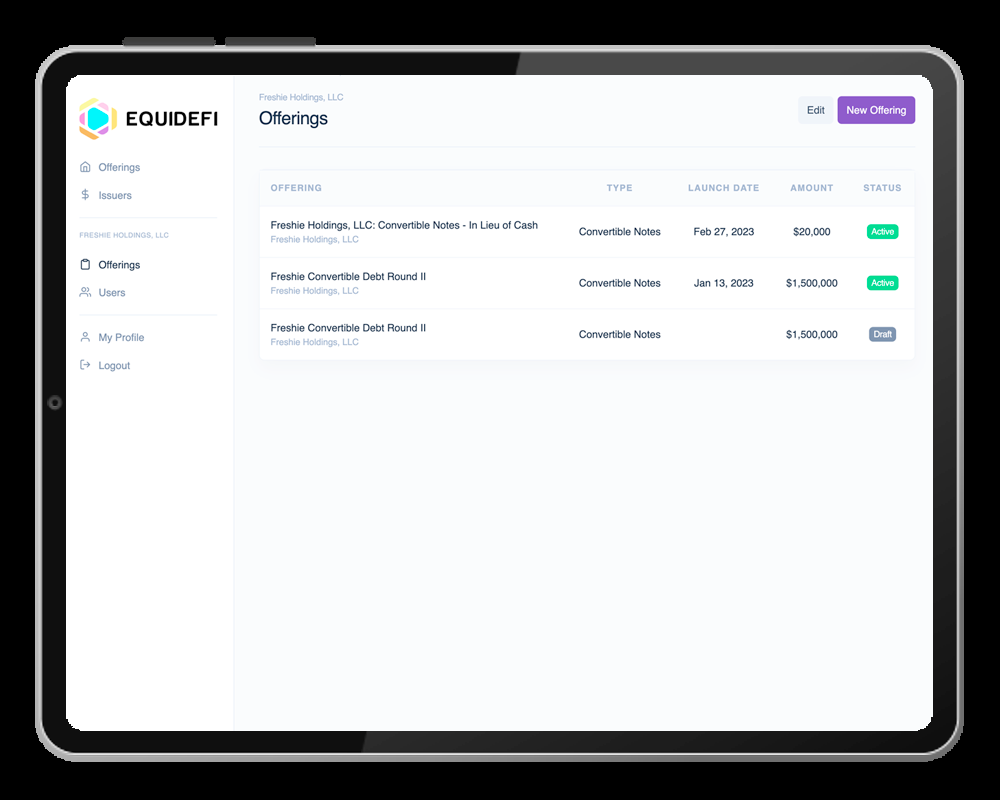 EQUIDEFI
Offerings
Issuers
FRESHIE HOLDINGS, LLC
Offerings
Users
My Profile
Logout
Freshie Holdings, LLC
Offerings
Edit
New Offering
OFFERING TYPE LAUNCH DATE AMOUNT STATUS
Freshie Holdings, LLC: Convertible Notes - In Lieu of Cash
Freshie Holdings, LLC
Convertible Notes Feb 27, 2023 $20,000 Active
Freshie Convertible Debt Round II
Freshie Holdings, LLC
Convertible Notes Jan 13, 2023 $1,500,000 Active
Freshie Convertible Debt Round II
Freshie Holdings, LLC
Convertible Notes $1,500,000 Draft